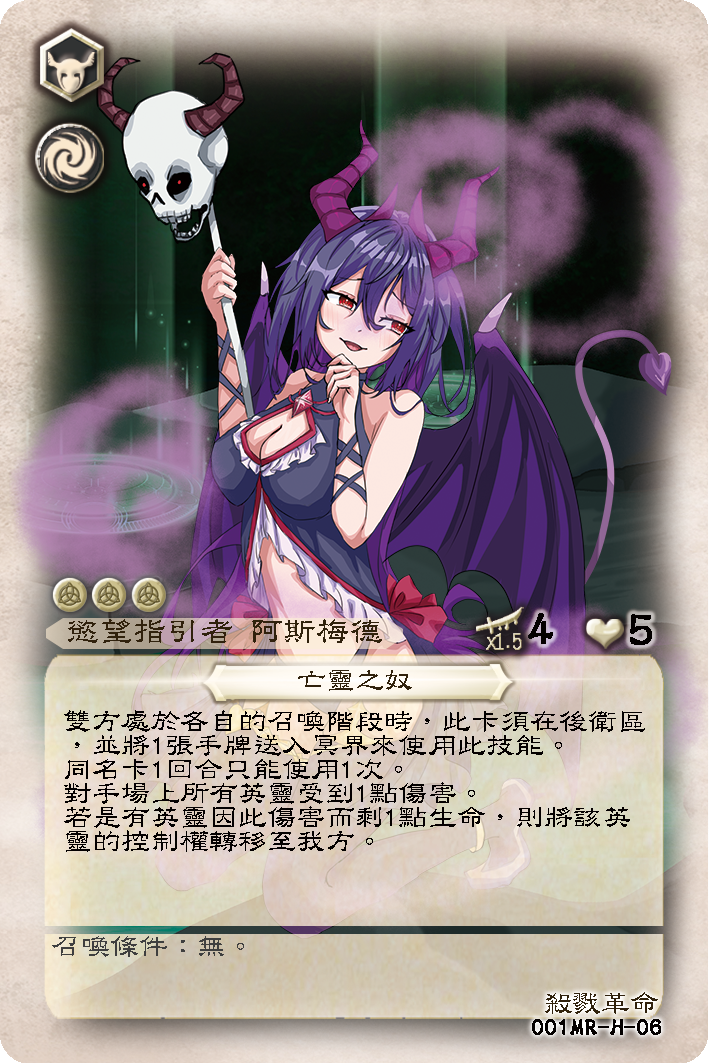 慾望指引者 阿斯梅德
x1.5 4 5
亡靈之奴
雙方處於各自的召喚階段時，此卡須在後衛區
，並將1張手牌送入冥界來使用此技能。
同名卡1回合只能使用1次。
對手場上所有英靈受到1點傷害。
若是有英靈因此傷害而剩1點生命，則將該英
靈的控制權轉移至我方。
召喚條件：無。
殺戮革命
001MR-H-06